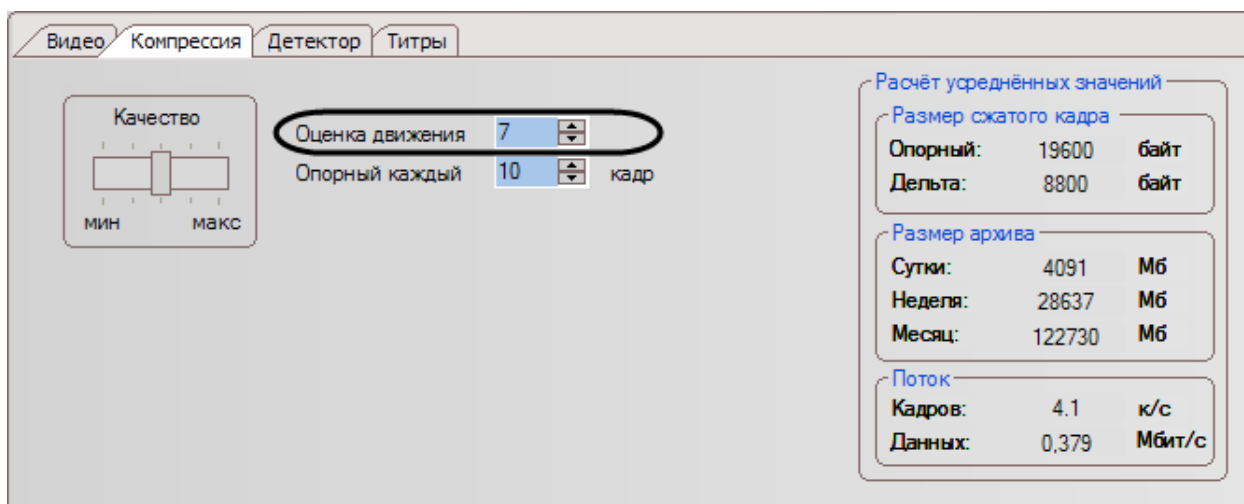 Видео Компрессия Детектор Титры
Качество
мин макс
Оценка движения 7
Опорный каждый 10 кадр
Расчёт усреднённых значений
Размер сжатого кадра
Опорный: 19600 байт
Дельта: 8800 байт
Размер архива
Сутки: 4091 Мб
Неделя: 28637 Мб
Месяц: 122730 Мб
Поток
Кадров: 4.1 к/с
Данных: 0,379 Мбит/с